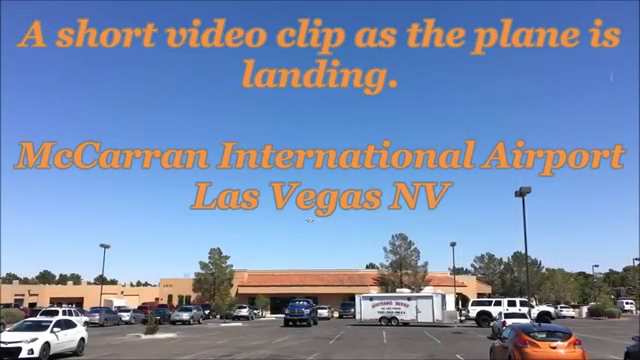 A short video clip as the plane is
landing.
McCarran International Airport
Las Vegas NV